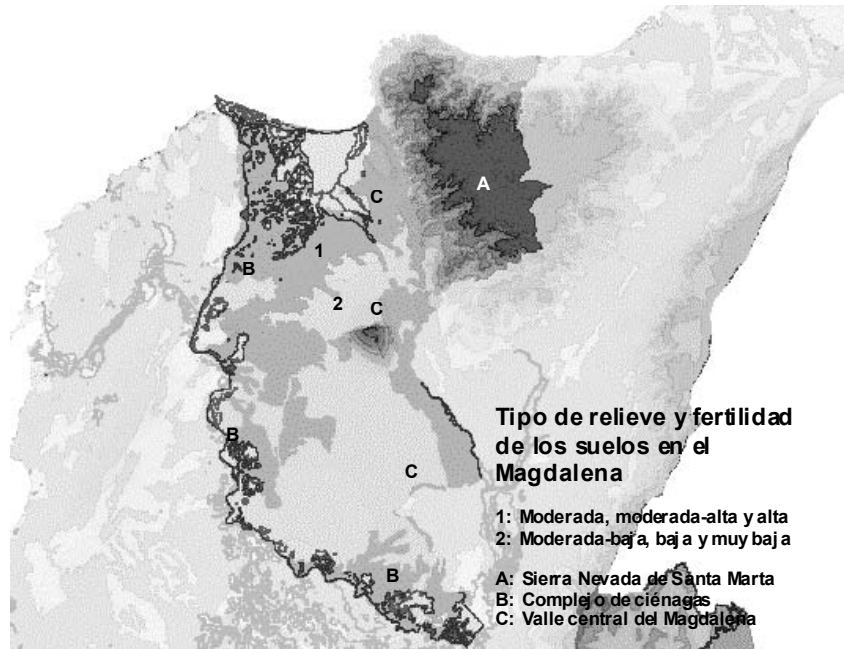 A
C
1
B
2
C
B
C
B
Tipo de relieve y fertilidad
de los suelos en el
Magdalena
1: Moderada, moderada-alta y alta
2: Moderada-baja, baja y muy baja
A: Sierra Nevada de Santa Marta
B: Complejo de ciénagas
C: Valle central del Magdalena